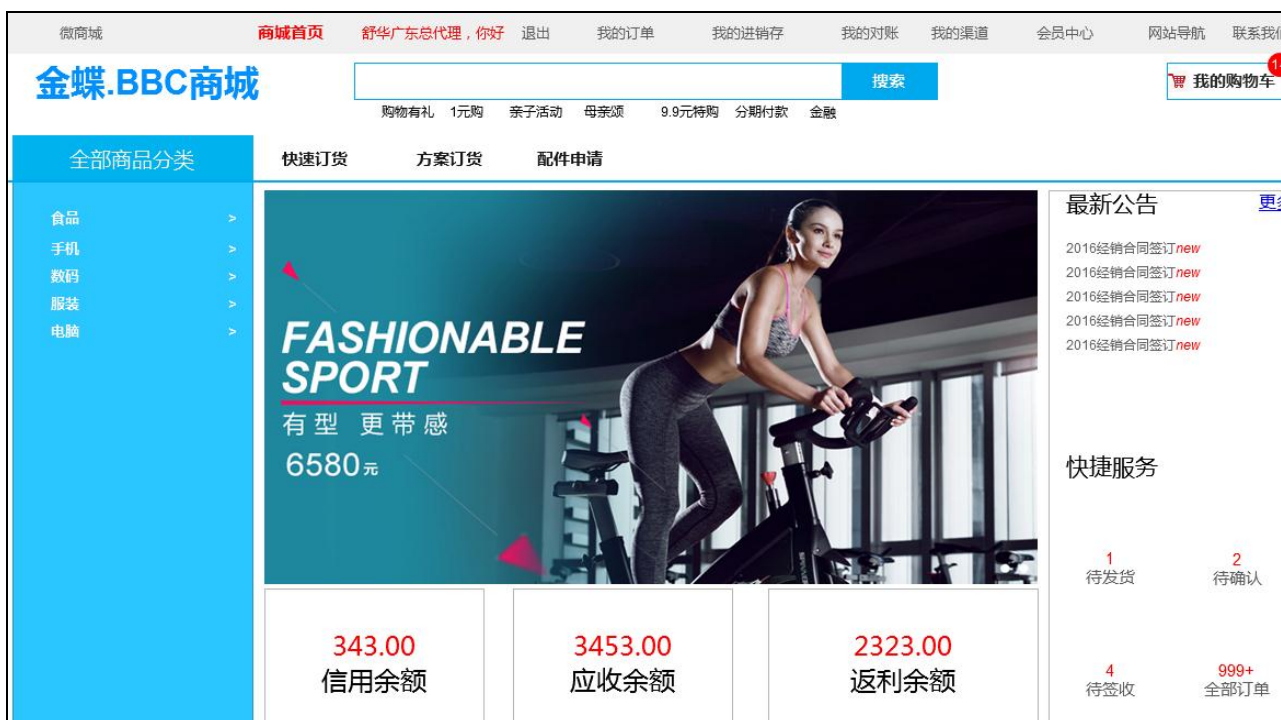 微商城 商城首页 舒华广东总代理，你好 退出 我的订单 我的进销存 我的对账 我的渠道 会员中心 网站导航 联系我们
金蝶.BBC商城 搜索 我的购物车
购物有礼 1元购 亲子活动 母亲颂 9.9元特购 分期付款 金融
全部商品分类 快速订货 方案订货 配件申请
食品 >
手机 >
数码 >
服装 >
电脑 >
FASHIONABLE
SPORT
有型 更带感
6580元
最新公告 更多
2016经销合同签订new
2016经销合同签订new
2016经销合同签订new
2016经销合同签订new
2016经销合同签订new
快捷服务
1 2
待发货 待确认
4 999+
待签收 全部订单
343.00 3453.00 2323.00
信用余额 应收余额 返利余额